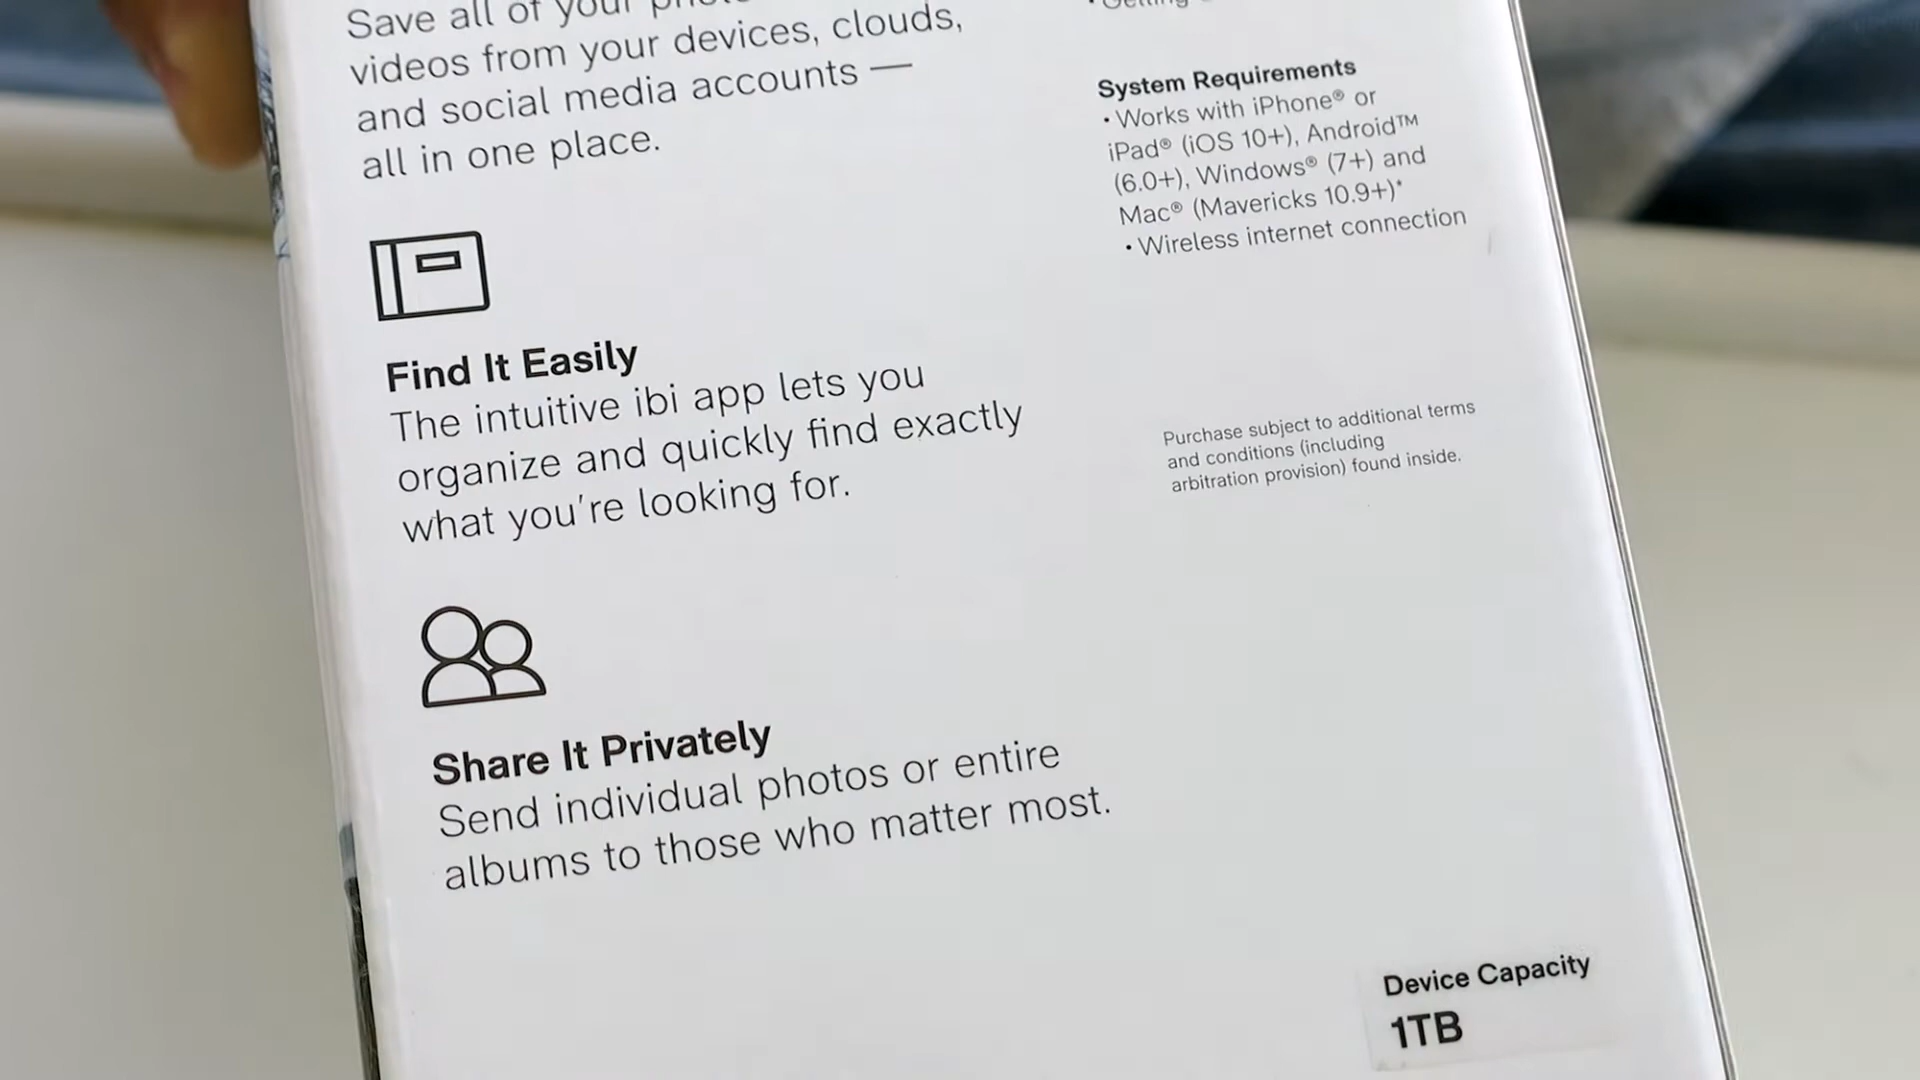 Save all of your
videos from your devices, clouds,
and social media accounts —
all in one place.
Find It Easily
The intuitive ibi app lets you
organize and quickly find exactly
what you're looking for.
Share It Privately
Send individual photos or entire
albums to those who matter most.
System Requirements
• Works with iPhone® or
iPad® (iOS 10+), Android™
(6.0+), Windows® (7+) and
Mac® (Mavericks 10.9+)*
• Wireless internet connection
Purchase subject to additional terms
and conditions (including
arbitration provision) found inside.
Device Capacity
1TB